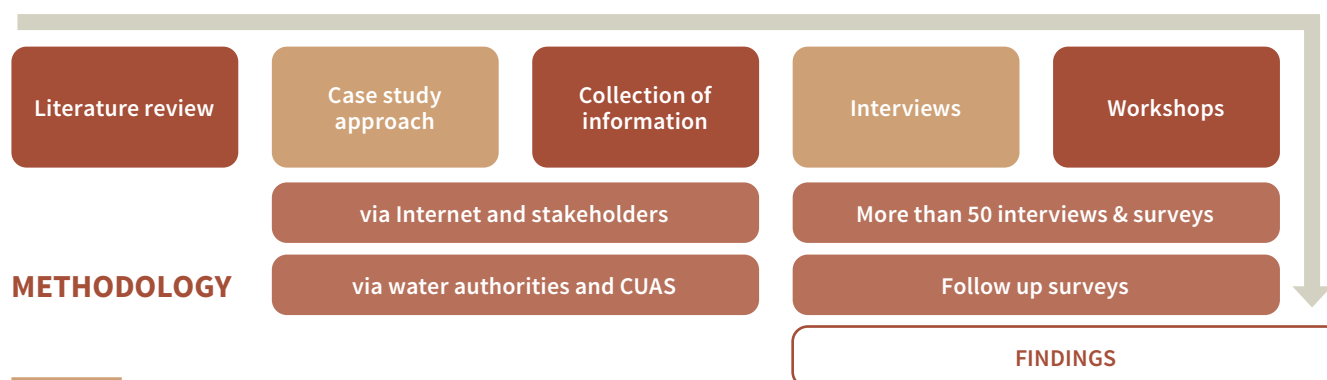 Literature review
Case study
approach
Collection of
information
Interviews
Workshops
via Internet and stakeholders
More than 50 interviews & surveys
METHODOLOGY
via water authorities and CUAS
Follow up surveys
FINDINGS